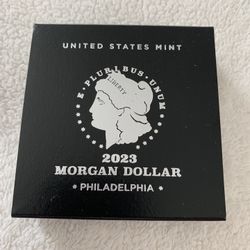 UNITED STATES MINT
E·PLURIBUS·UNUM
LIBERTY
2023
MORGAN DOLLAR
• PHILADELPHIA •